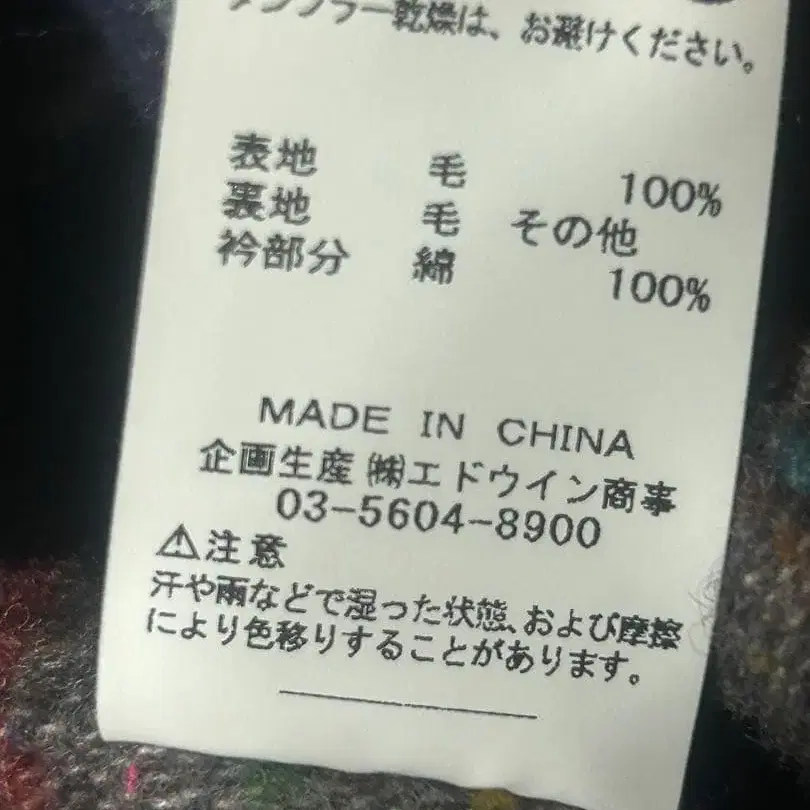 タンブラー乾燥は、お避けください。
表地 毛 100%
裏地 毛 その他
衿部分 綿 100%
MADE IN CHINA
企画生産 ㈱エドウイン商事
03-5604-8900
⚠注意
汗や雨などで湿った状態、および摩擦
により色移りすることがあります。